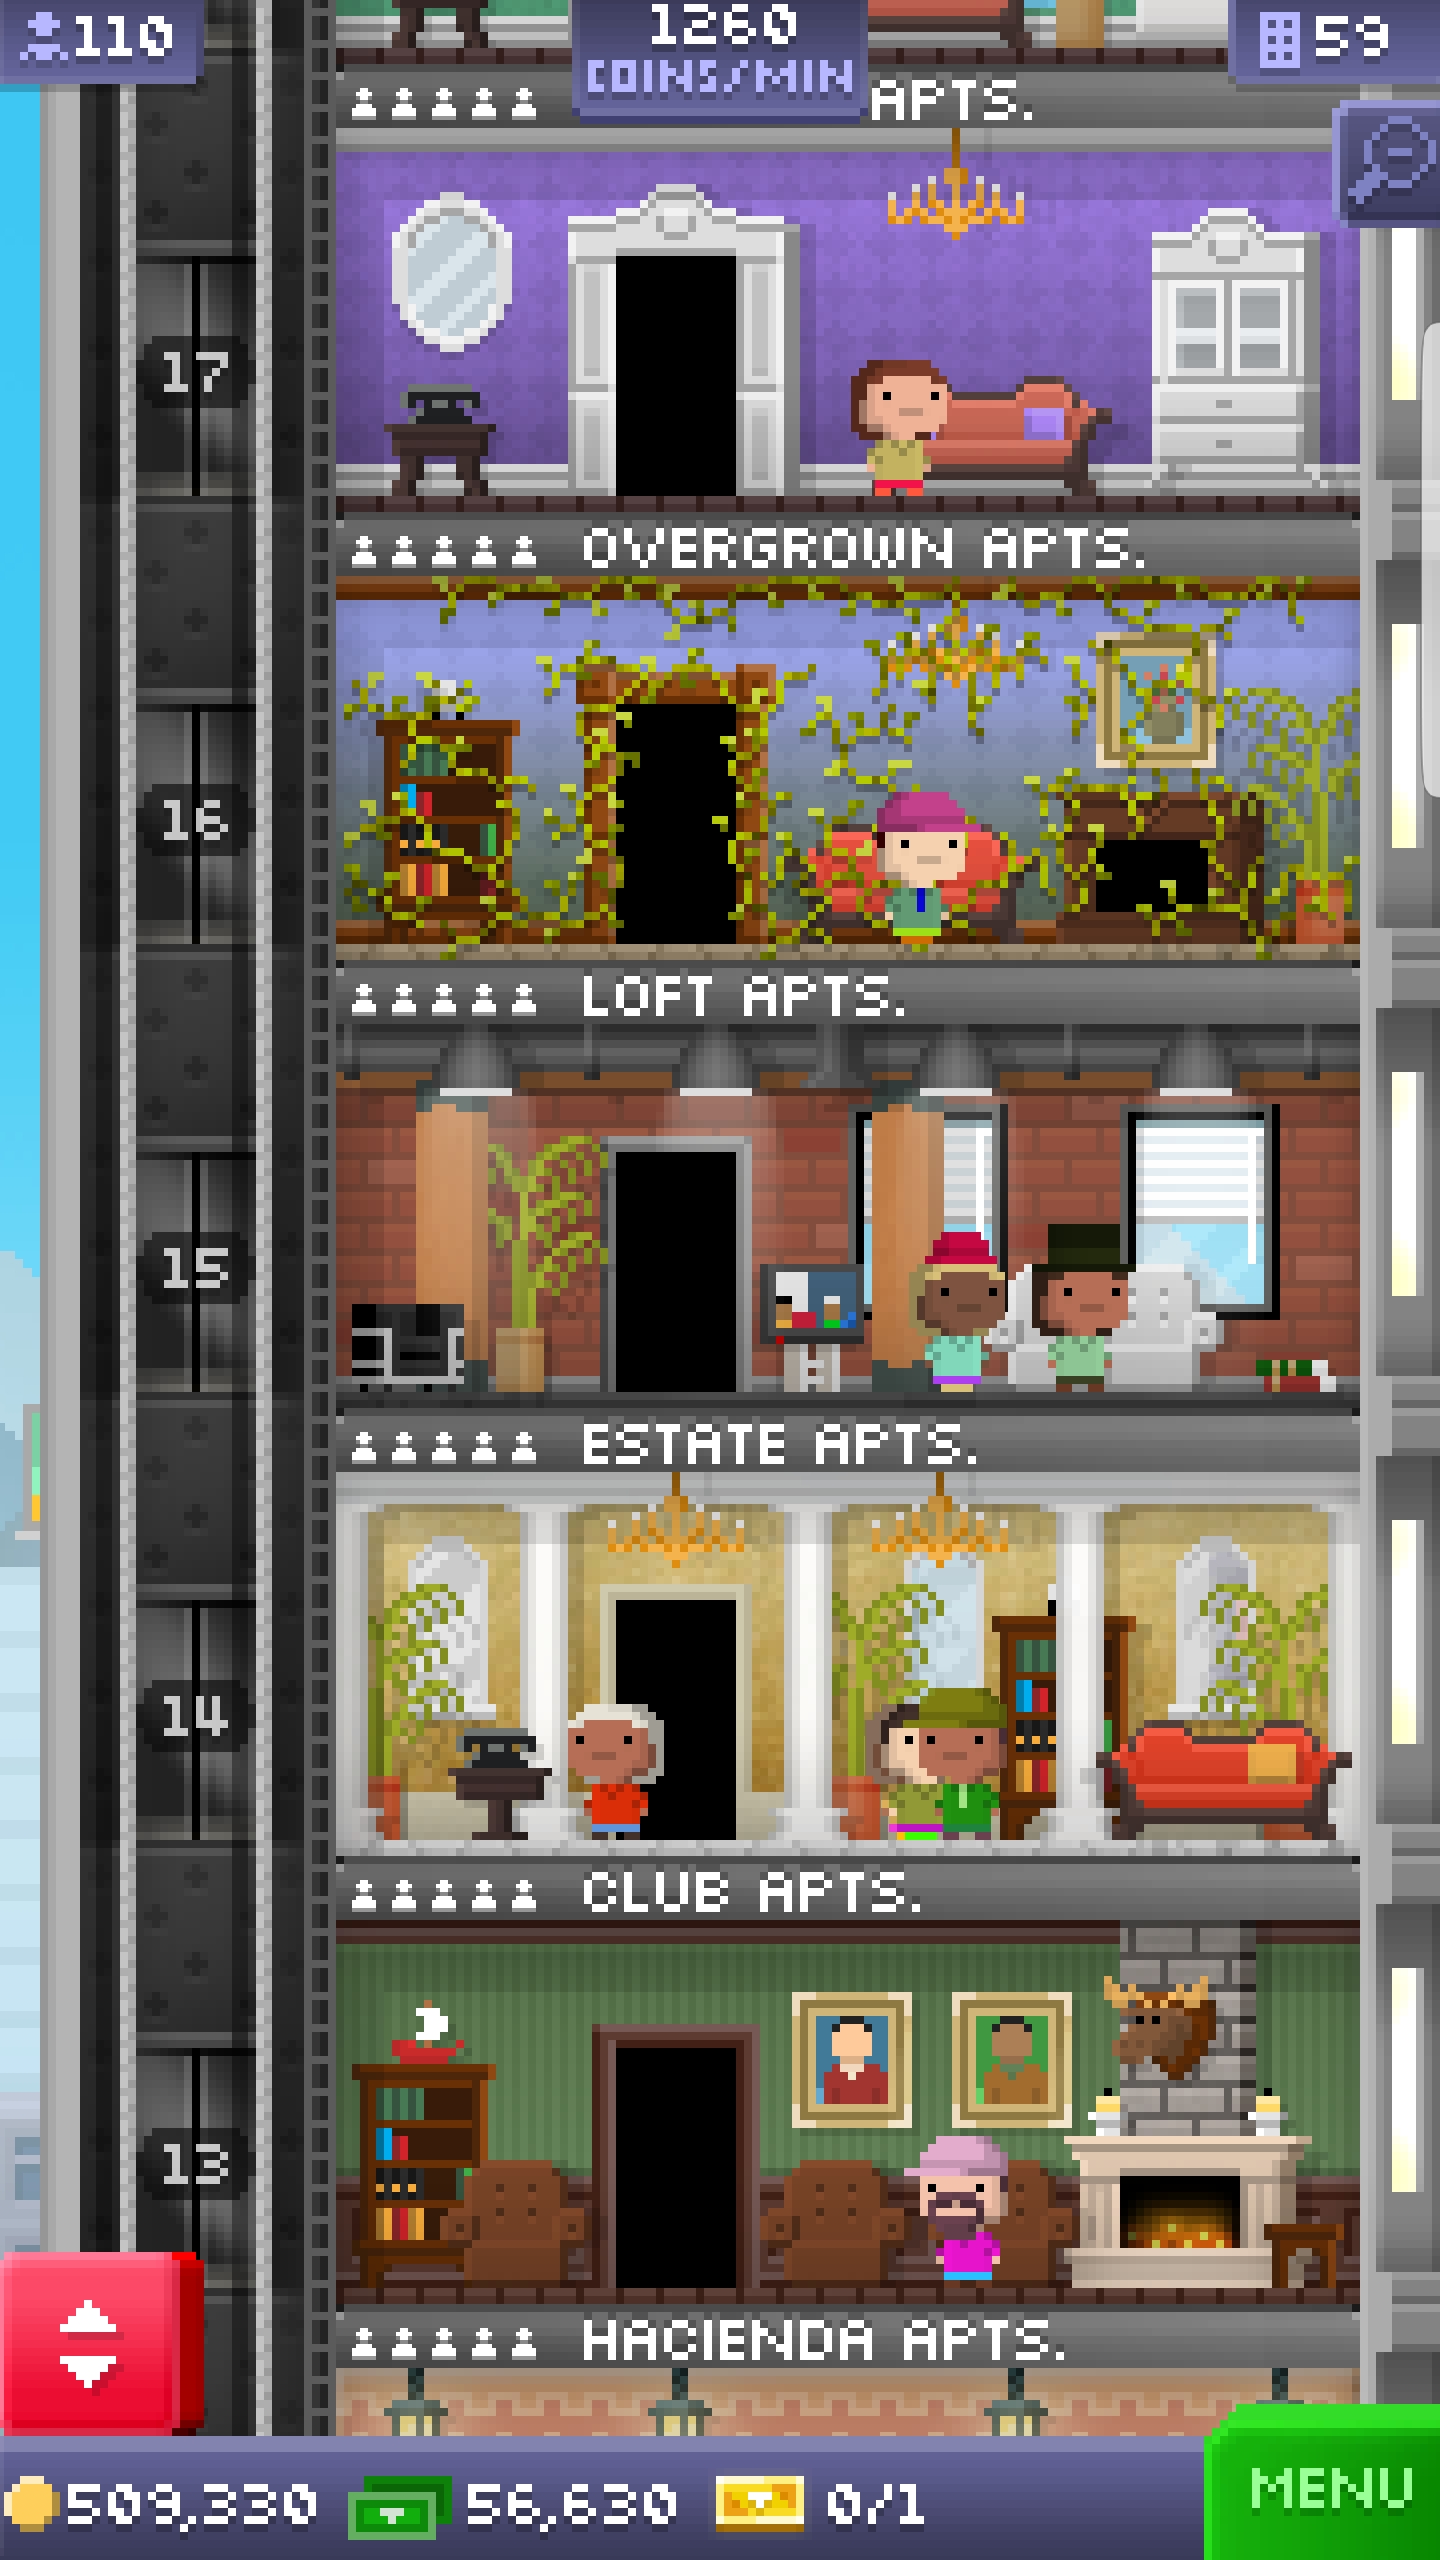 110
1260
COINS/MIN
59
APTS.
17
OVERGROWN APTS.
16
LOFT APTS.
15
ESTATE APTS.
14
CLUB APTS.
13
HACIENDA APTS.
509,330
56,630
0/1
MENU